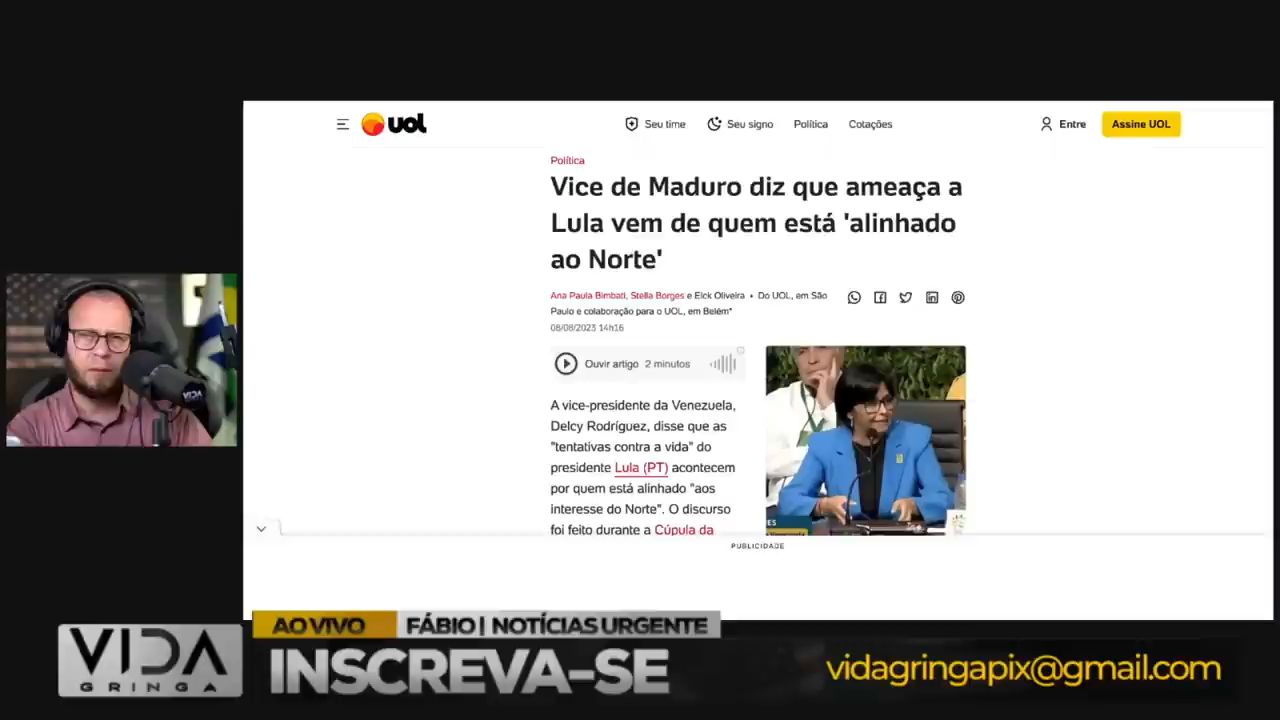 uol
Seu time
Seu signo
Política
Cotações
Entre
Assine UOL
Política
Vice de Maduro diz que ameaça a
Lula vem de quem está 'alinhado
ao Norte'
Ana Paula Bimbati, Stella Borges e Elck Oliveira • Do UOL, em São
Paulo e colaboração para o UOL, em Belém*
08/08/2023 14h16
Ouvir artigo 2 minutos
A vice-presidente da Venezuela,
Delcy Rodríguez, disse que as
"tentativas contra a vida" do
presidente Lula (PT) acontecem
por quem está alinhado "aos
interesse do Norte". O discurso
foi feito durante a Cúpula da
PUBLICIDADE
VIDA
AO VIVO FÁBIO | NOTÍCIAS URGENTE
VIDA
GRINGA
INSCREVA-SE
vidagringapix@gmail.com